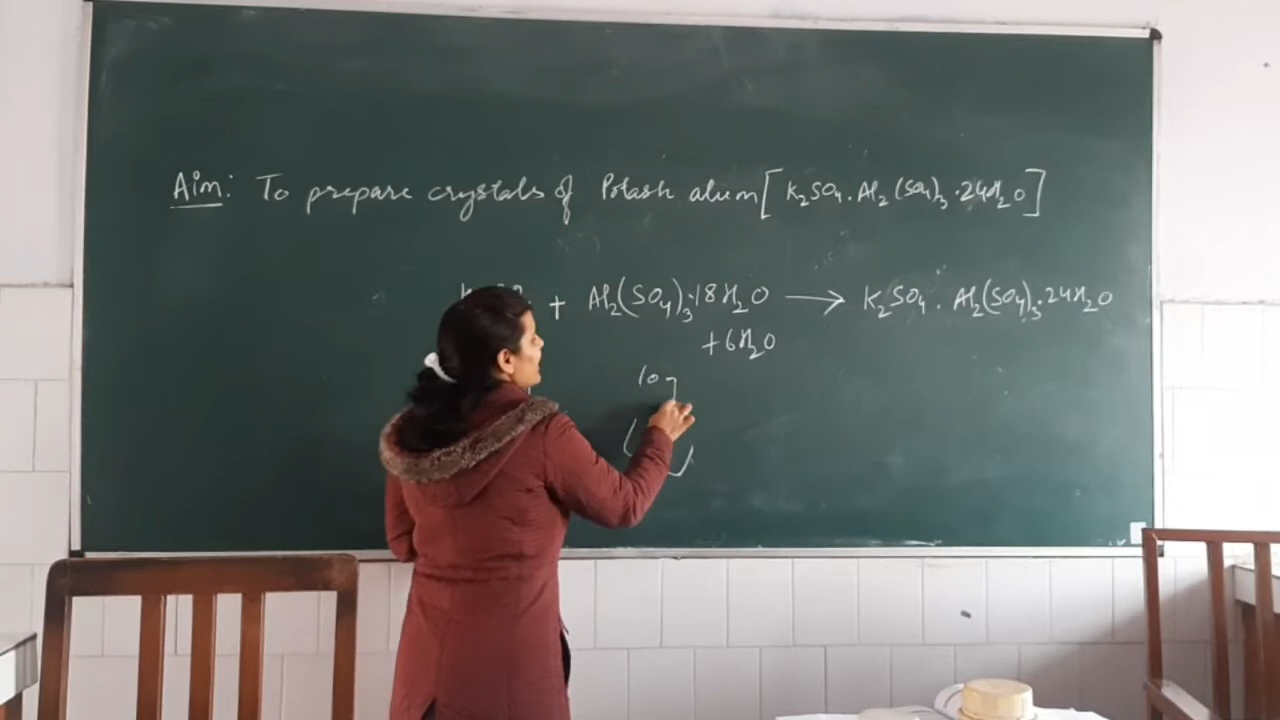 Aim: To prepare crystals of Potash alum [K₂SO₄.Al₂(SO₄)₃.24H₂O]
+ Al₂(SO₄)₃.18H₂O → K₂SO₄.Al₂(SO₄)₃.24H₂O
+6H₂O
10g